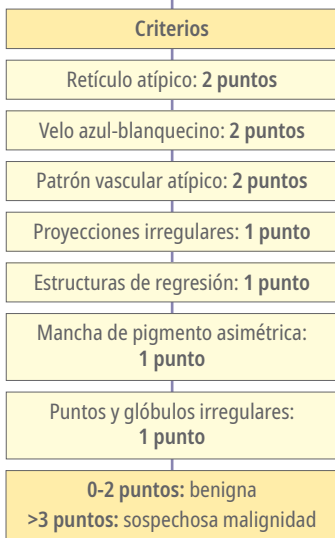 Criterios
Retículo atípico: 2 puntos
Velo azul-blanquecino: 2 puntos
Patrón vascular atípico: 2 puntos
Proyecciones irregulares: 1 punto
Estructuras de regresión: 1 punto
Mancha de pigmento asimétrica:
1 punto
Puntos y glóbulos irregulares:
1 punto
0-2 puntos: benigna
>3 puntos: sospechosa malignidad